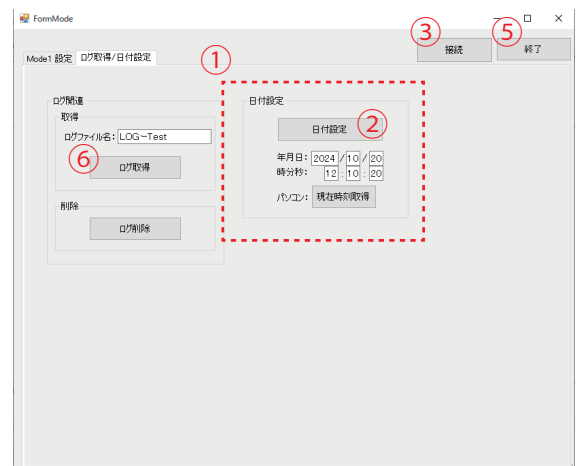 FormMode
③
⑤
接続
終了
Mode1 設定
ログ取得/日付設定
①
ログ関連
取得
ログファイル名: LOG-Test
⑥
ログ取得
削除
ログ削除
日付設定
日付設定
②
年月日: 2024 / 10 / 20
時分秒: 12 : 10 : 20
パソコン: 現在時刻取得